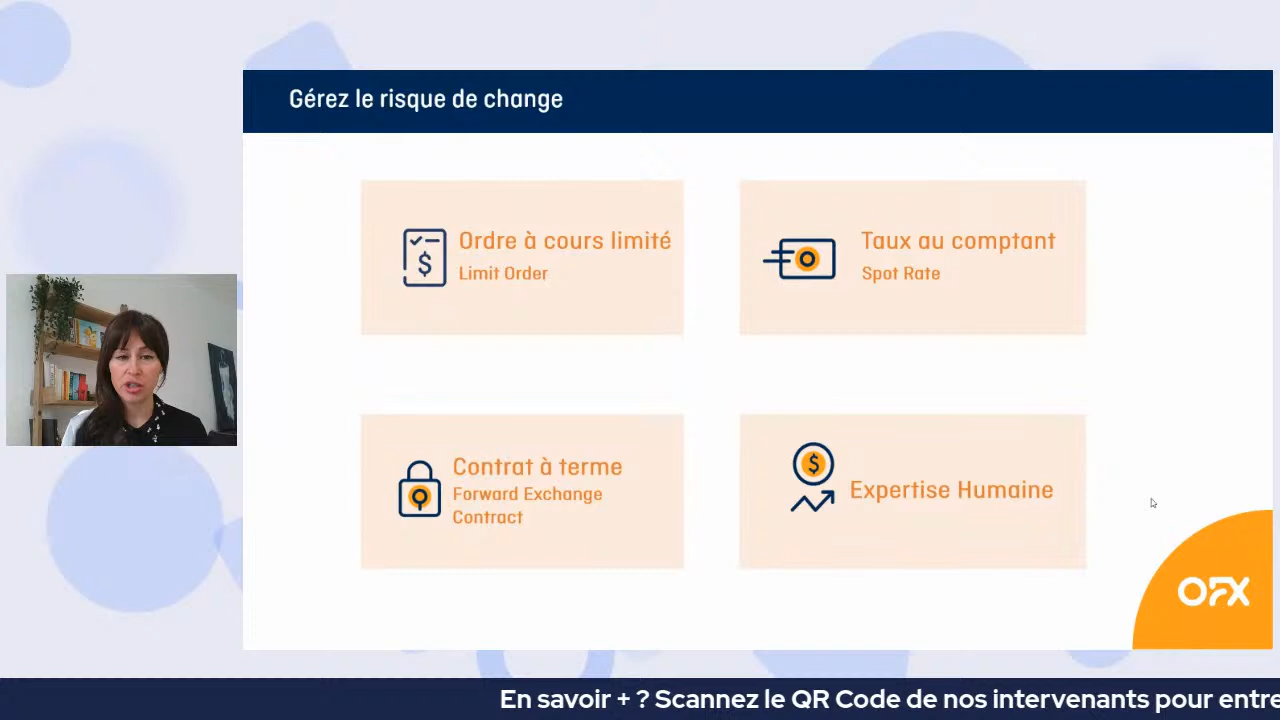 Gérez le risque de change
Ordre à cours limité
Limit Order
Taux au comptant
Spot Rate
Contrat à terme
Forward Exchange
Contract
Expertise Humaine
OFX
En savoir + ? Scannez le QR Code de nos intervenants pour entre